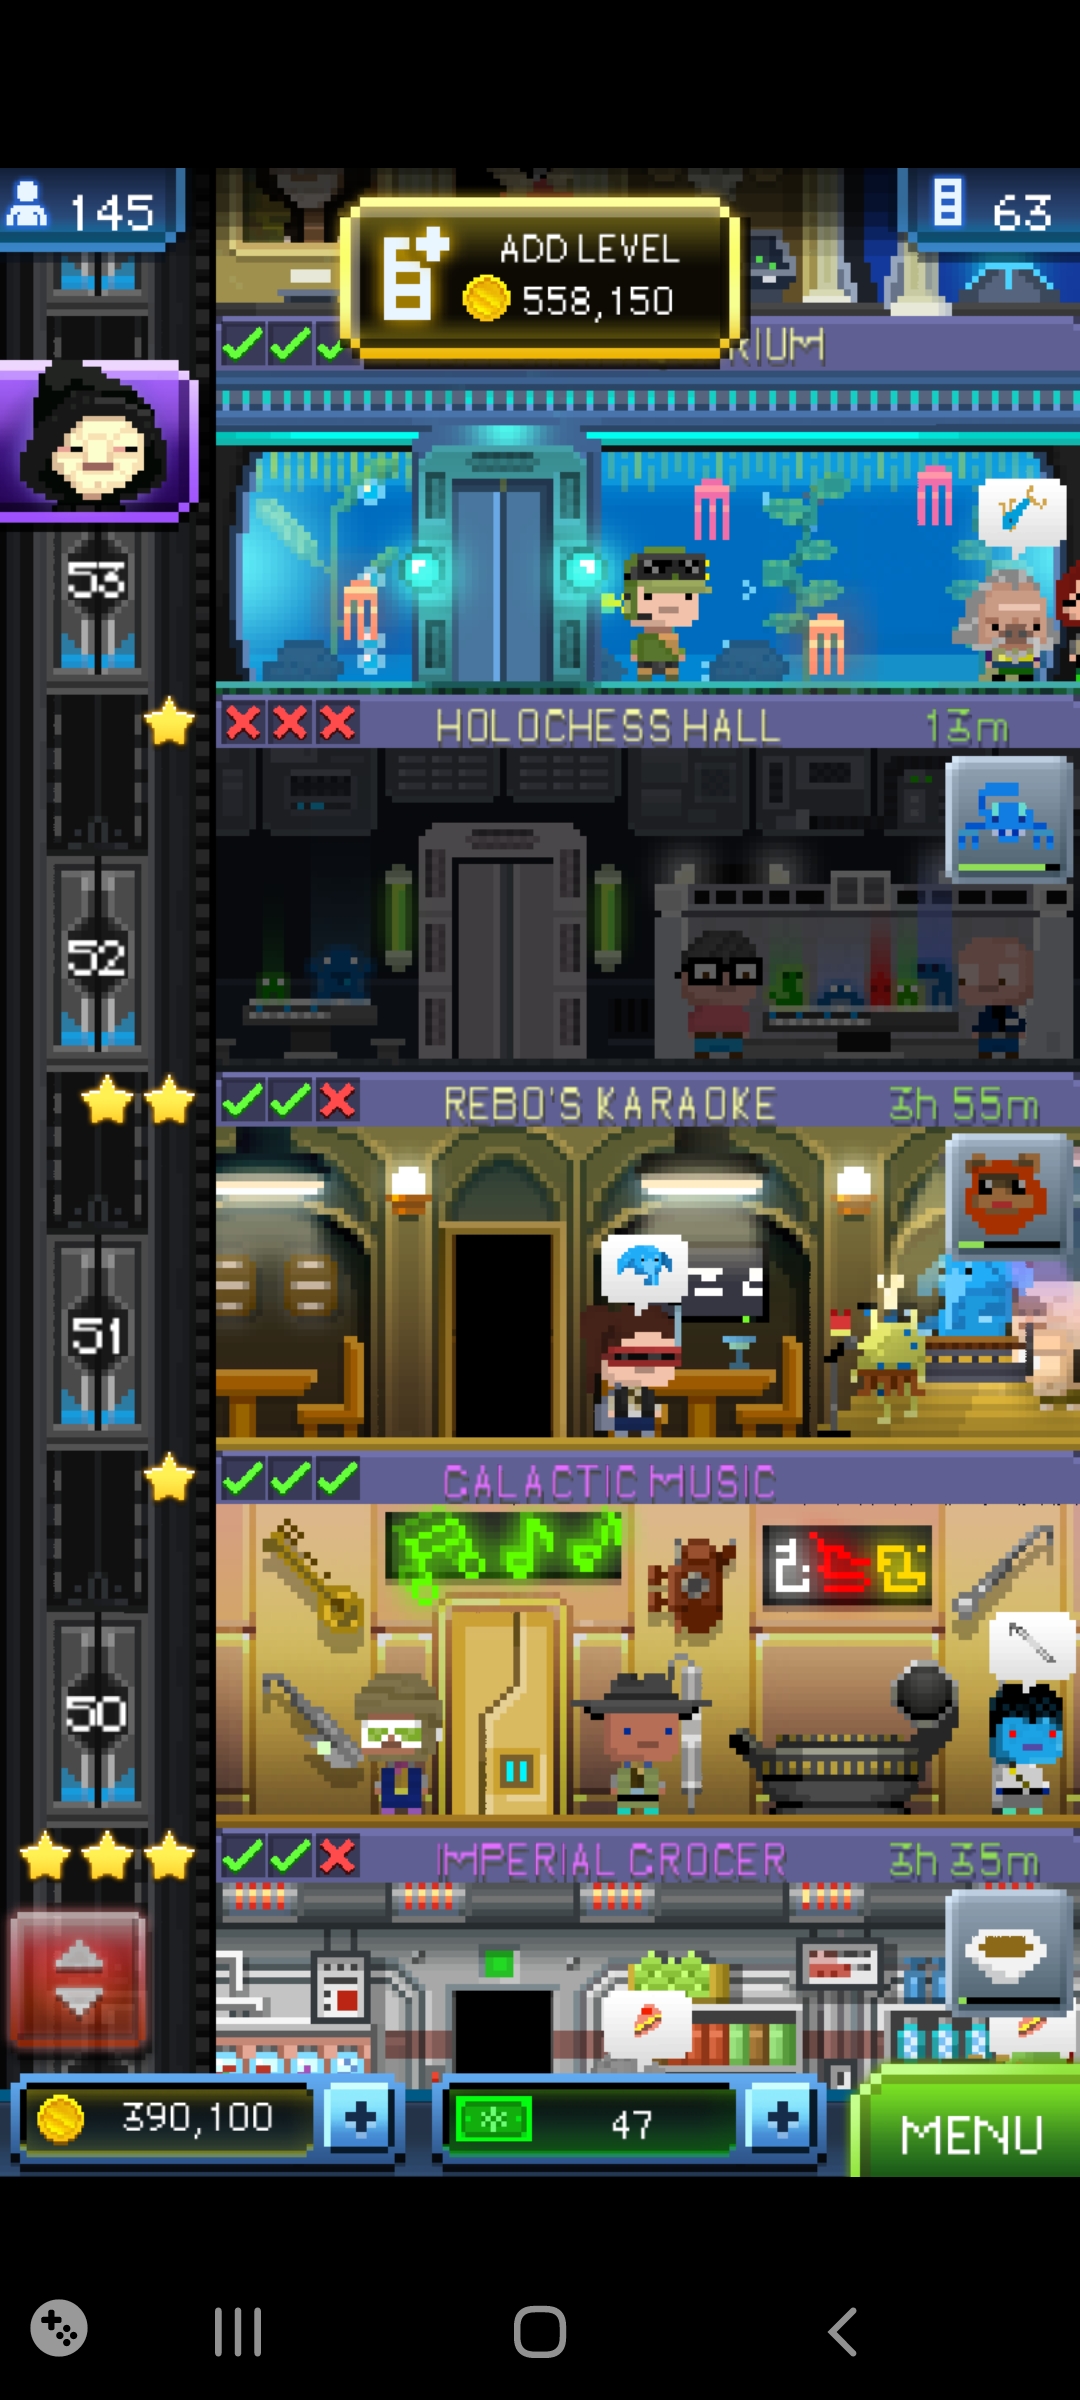 145
63
ADD LEVEL
558,150
RIUM
53
HOLOCHESS HALL 13m
52
REBO'S KARAOKE 3h 55m
51
GALACTIC MUSIC
50
IMPERIAL GROCER 3h 35m
390,100
47
MENU